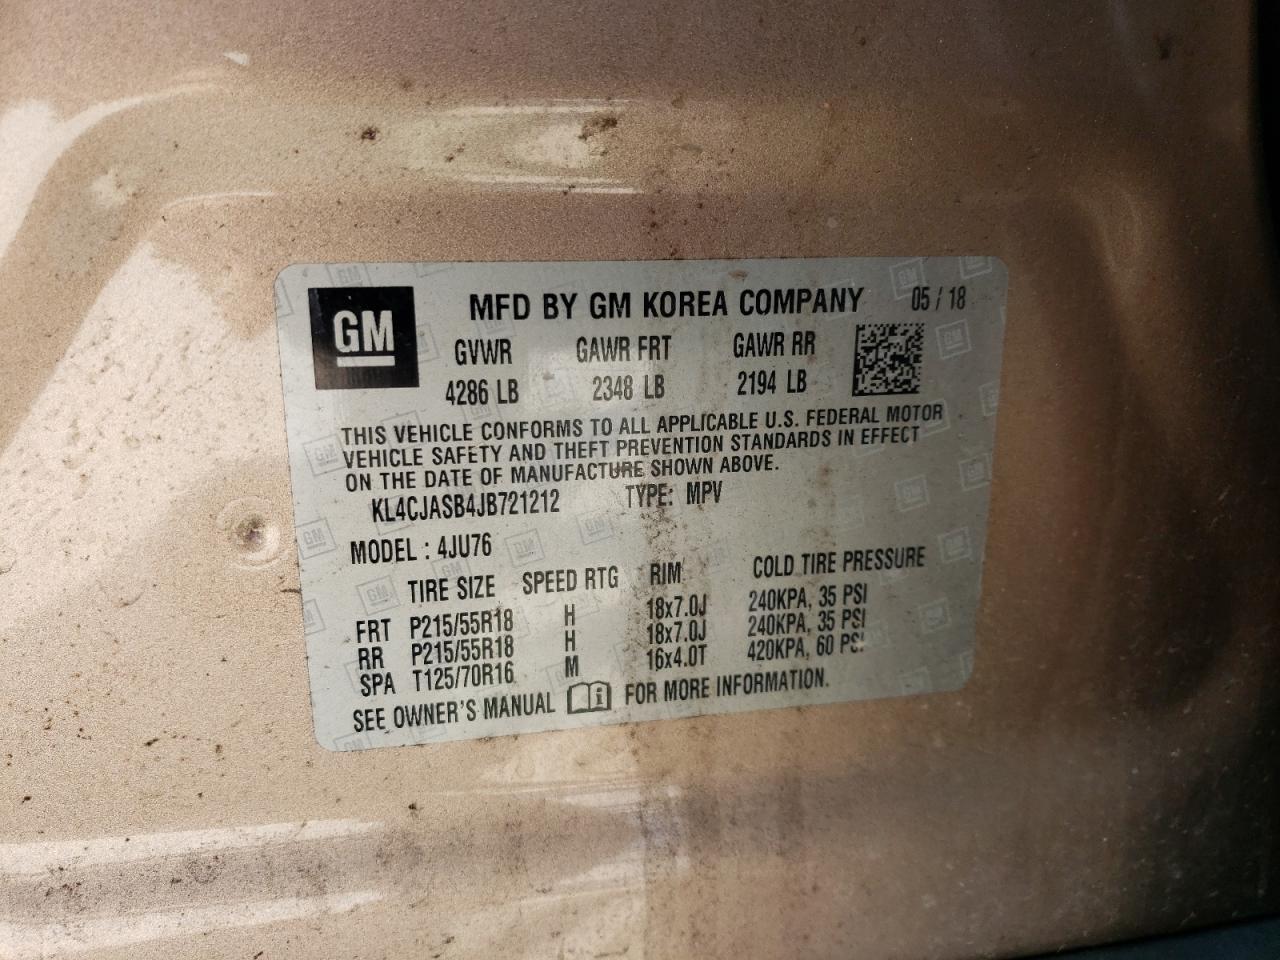 GM
MFD BY GM KOREA COMPANY 05 / 18
GVWR GAWR FRT GAWR RR
4286 LB 2348 LB 2194 LB
THIS VEHICLE CONFORMS TO ALL APPLICABLE U.S. FEDERAL MOTOR
VEHICLE SAFETY AND THEFT PREVENTION STANDARDS IN EFFECT
ON THE DATE OF MANUFACTURE SHOWN ABOVE.
KL4CJASB4JB721212 TYPE: MPV
MODEL : 4JU76
TIRE SIZE SPEED RTG RIM COLD TIRE PRESSURE
FRT P215/55R18 H 18x7.0J 240KPA, 35 PSI
RR P215/55R18 H 18x7.0J 240KPA, 35 PSI
SPA T125/70R16 M 16x4.0T 420KPA, 60 PSI
SEE OWNER'S MANUAL FOR MORE INFORMATION.